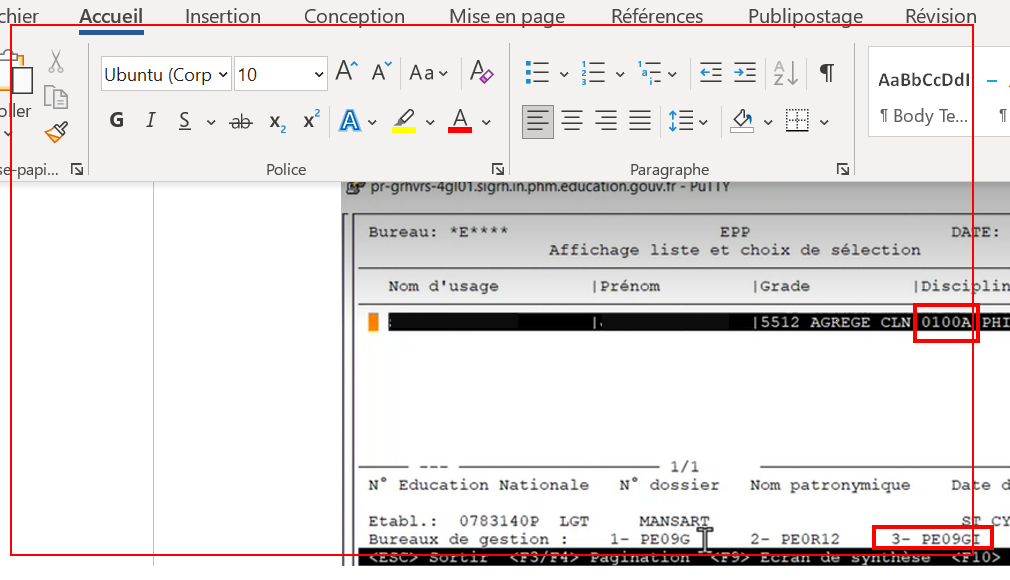 chier Accueil Insertion Conception Mise en page Références Publipostage Révision
Ubuntu (Corp 10 Aa AaBbCcDdI
oller G I S ab x2 x² A A ¶ Body Te... ¶
se-papi... Police Paragraphe
pr-grhvrs-4gl01.sigrh.in.phm.education.gouv.fr - PuTTY
Bureau: *E**** EPP DATE:
Affichage liste et choix de sélection
Nom d'usage |Prénom |Grade |Disciplin
|5512 AGREGE CLN 0100A PHI
--- 1/1
N° Education Nationale N° dossier Nom patronymique Date d
Etabl.: 0783140P LGT MANSART ST CY
Bureaux de gestion : 1- PE09G 2- PE0R12 3- PE09GI
<ESC> Sortir <F3/F4> Pagination <F9> Ecran de synthèse <F10>